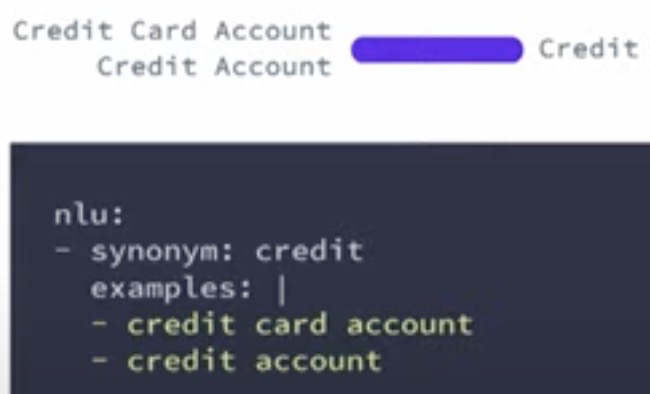 Credit Card Account
Credit Account
Credit
nlu:
- synonym: credit
examples: |
- credit card account
- credit account